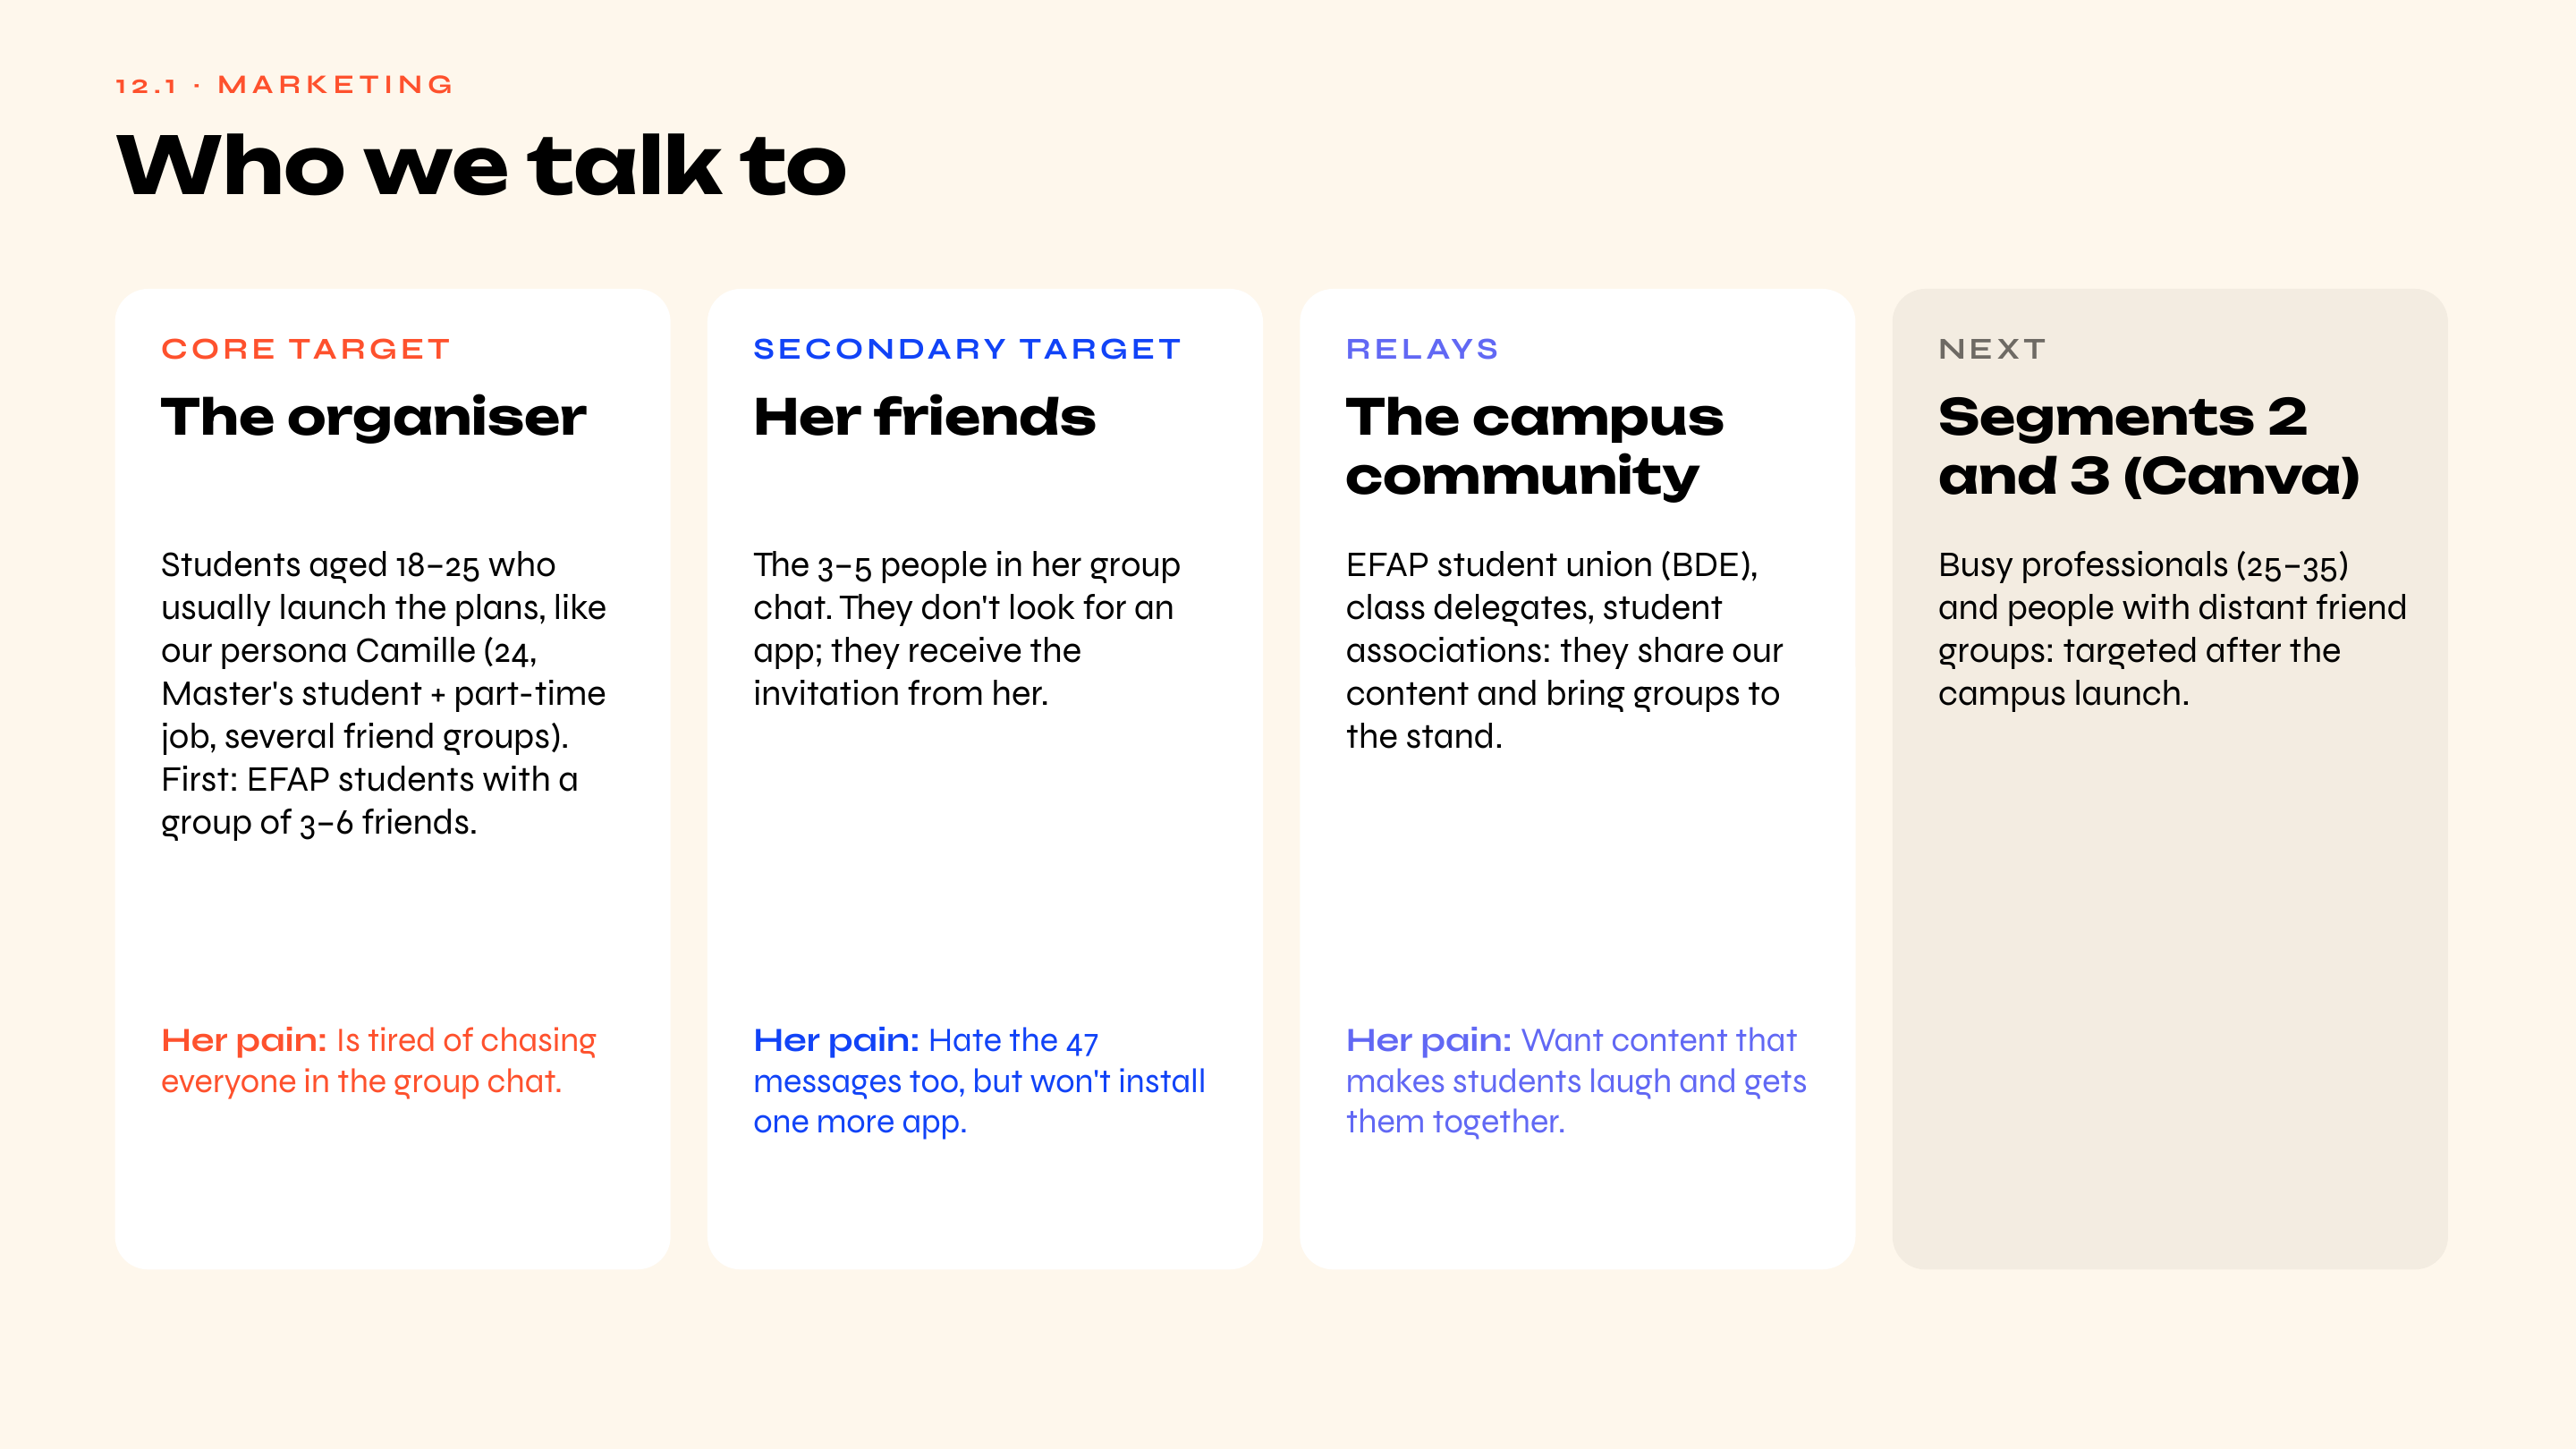 12.1 · MARKETING
Who we talk to
CORE TARGET
The organiser
Students aged 18–25 who
usually launch the plans, like
our persona Camille (24,
Master's student + part-time
job, several friend groups).
First: EFAP students with a
group of 3–6 friends.
Her pain: Is tired of chasing
everyone in the group chat.
SECONDARY TARGET
Her friends
The 3–5 people in her group
chat. They don't look for an
app; they receive the
invitation from her.
Her pain: Hate the 47
messages too, but won't install
one more app.
RELAYS
The campus
community
EFAP student union (BDE),
class delegates, student
associations: they share our
content and bring groups to
the stand.
Her pain: Want content that
makes students laugh and gets
them together.
NEXT
Segments 2
and 3 (Canva)
Busy professionals (25–35)
and people with distant friend
groups: targeted after the
campus launch.